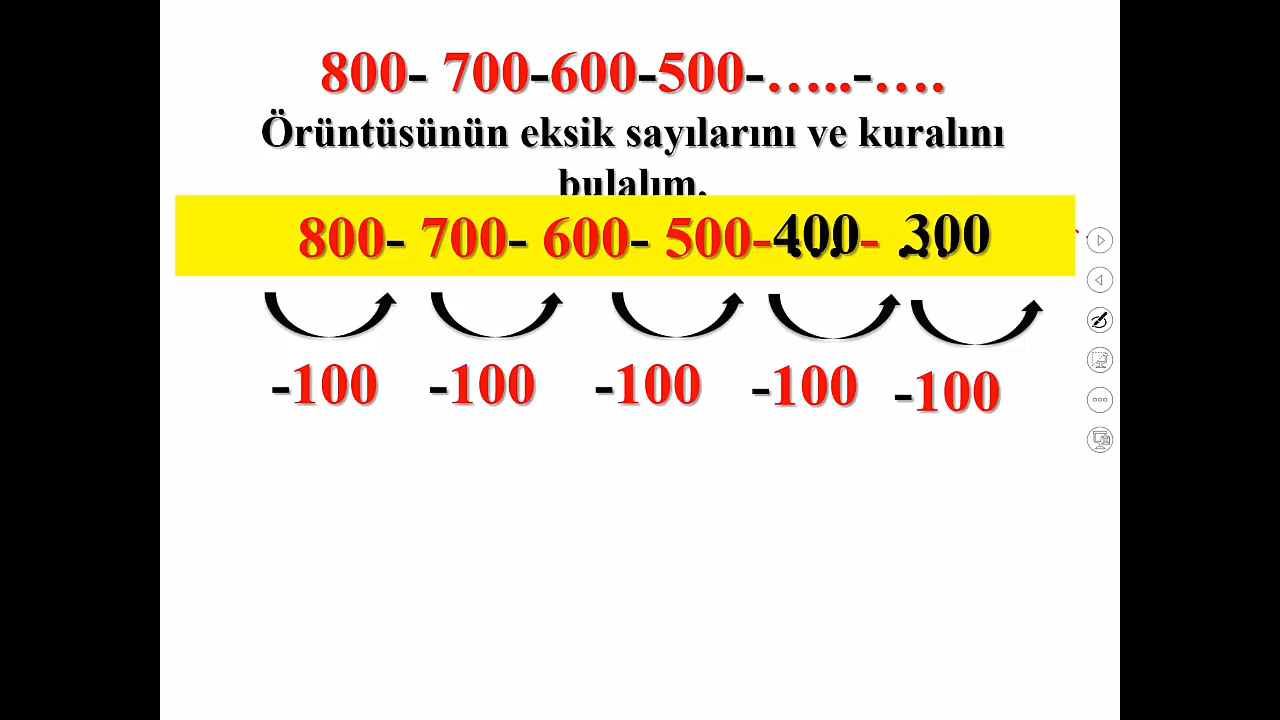 800- 700-600-500-…..-….
Örüntüsünün eksik sayılarını ve kuralını
bulalım.
800- 700- 600- 500-400- 300
-100 -100 -100 -100 -100